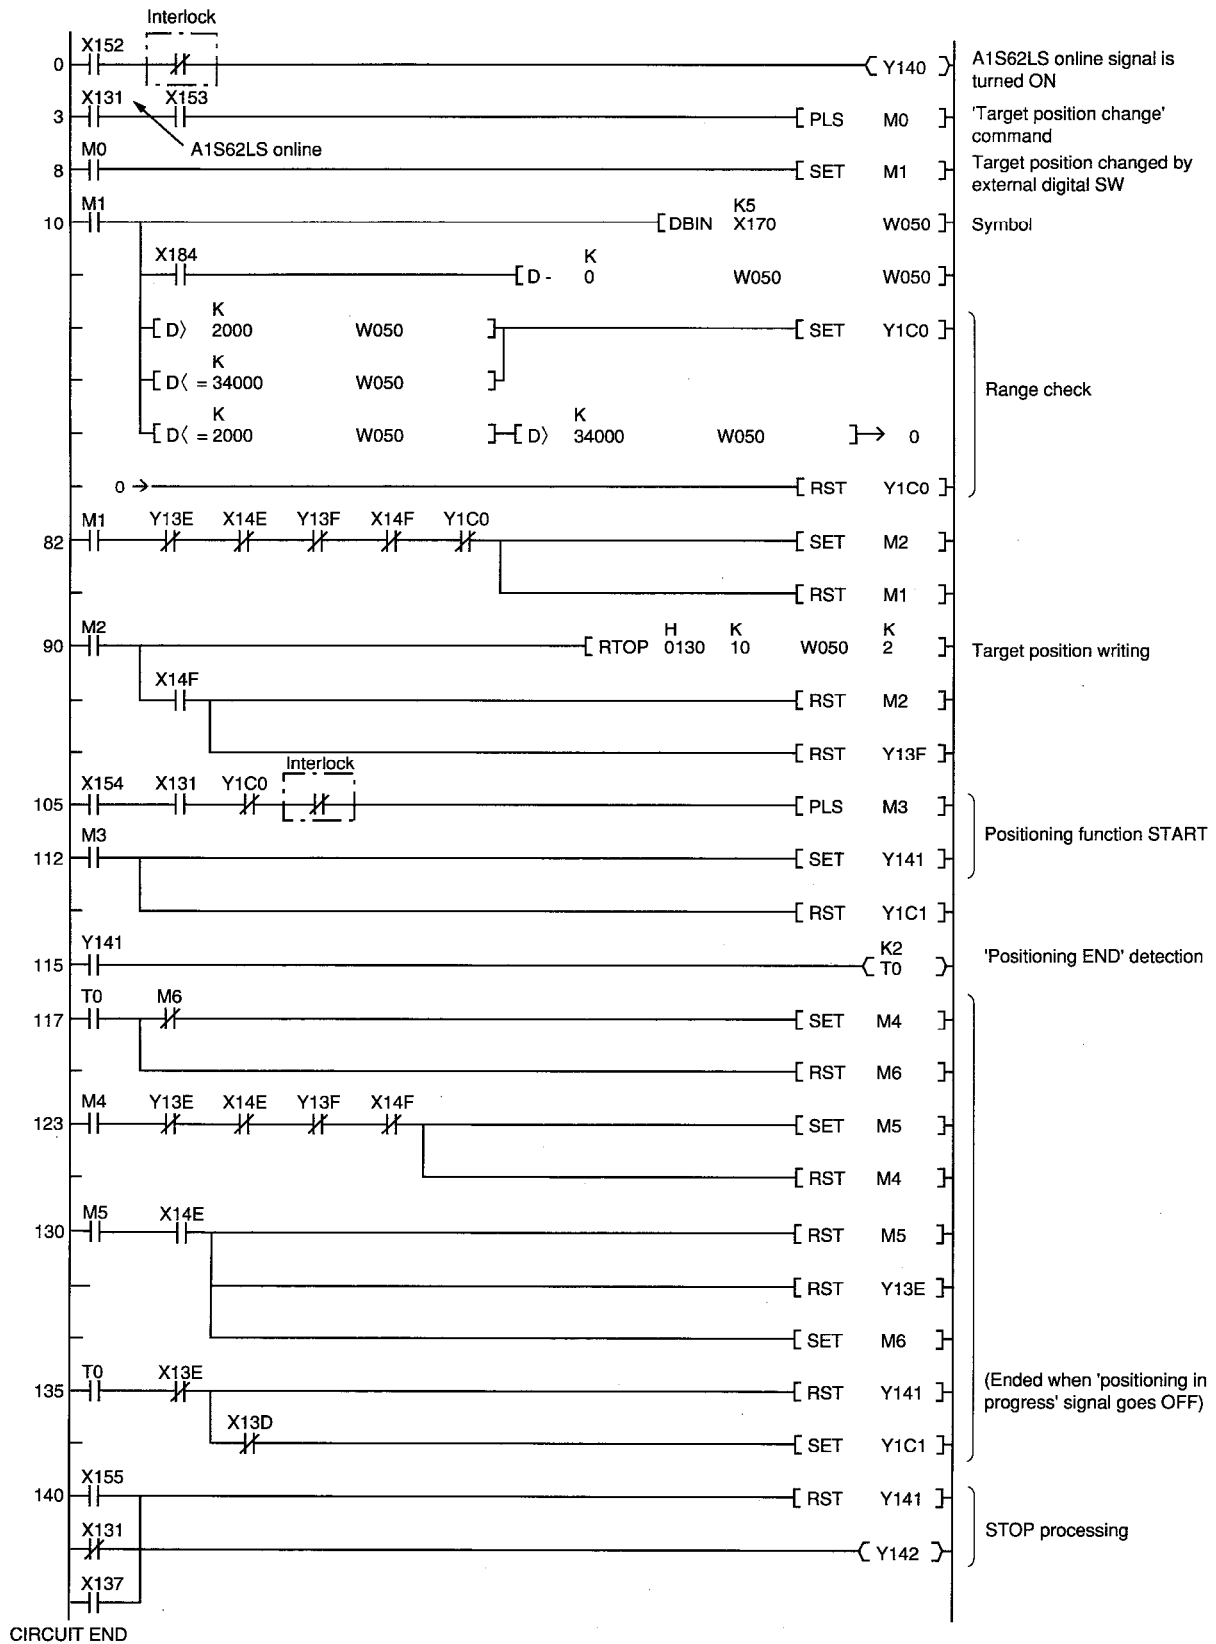 Interlock
X152
0 Y140 A1S62LS online signal is
turned ON
X131 X153
3 PLS M0 'Target position change'
command
A1S62LS online
M0
8 SET M1 Target position changed by
external digital SW
M1 K5
10 DBIN X170 W050 Symbol
X184 K
D - 0 W050 W050
K
D〉 2000 W050 SET Y1C0
K
D〈 = 34000 W050
Range check
K K
D〈 = 2000 W050 D〉 34000 W050 0
0 RST Y1C0
M1 Y13E X14E Y13F X14F Y1C0
82 SET M2
RST M1
M2 H K K
90 RTOP 0130 10 W050 2 Target position writing
X14F
RST M2
RST Y13F
Interlock
X154 X131 Y1C0
105 PLS M3
Positioning function START
M3
112 SET Y141
RST Y1C1
Y141 K2
115 T0 'Positioning END' detection
T0 M6
117 SET M4
RST M6
M4 Y13E X14E Y13F X14F
123 SET M5
RST M4
M5 X14E
130 RST M5
RST Y13E
SET M6
T0 X13E
135 RST Y141 (Ended when 'positioning in
progress' signal goes OFF)
X13D
SET Y1C1
X155
140 RST Y141
STOP processing
X131
Y142
X137
CIRCUIT END